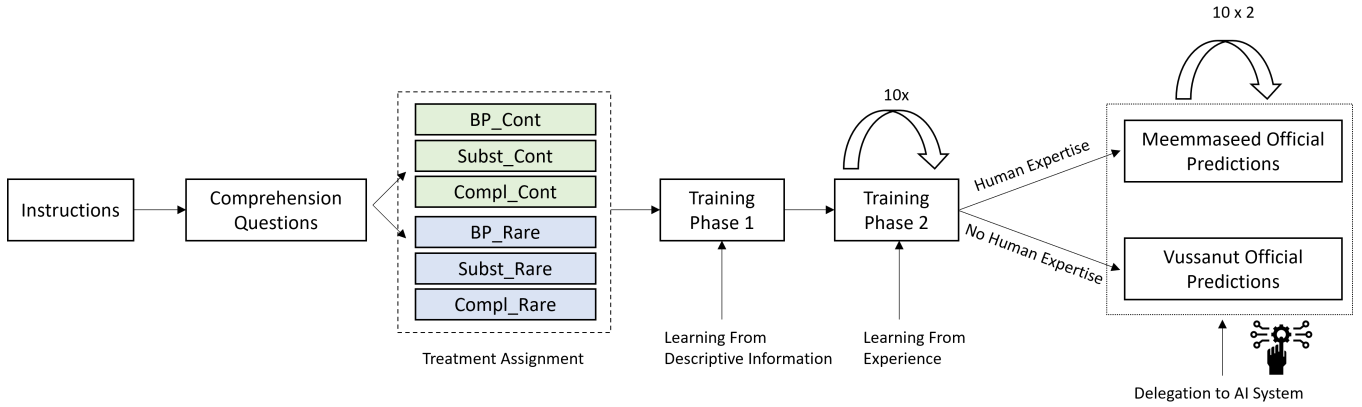 Instructions
Comprehension
Questions
BP_Cont
Subst_Cont
Compl_Cont
BP_Rare
Subst_Rare
Compl_Rare
Treatment Assignment
Training
Phase 1
Learning From
Descriptive Information
10x
Training
Phase 2
Learning From
Experience
Human Expertise
No Human Expertise
10 x 2
Meemmaseed Official
Predictions
Vussanut Official
Predictions
Delegation to AI System